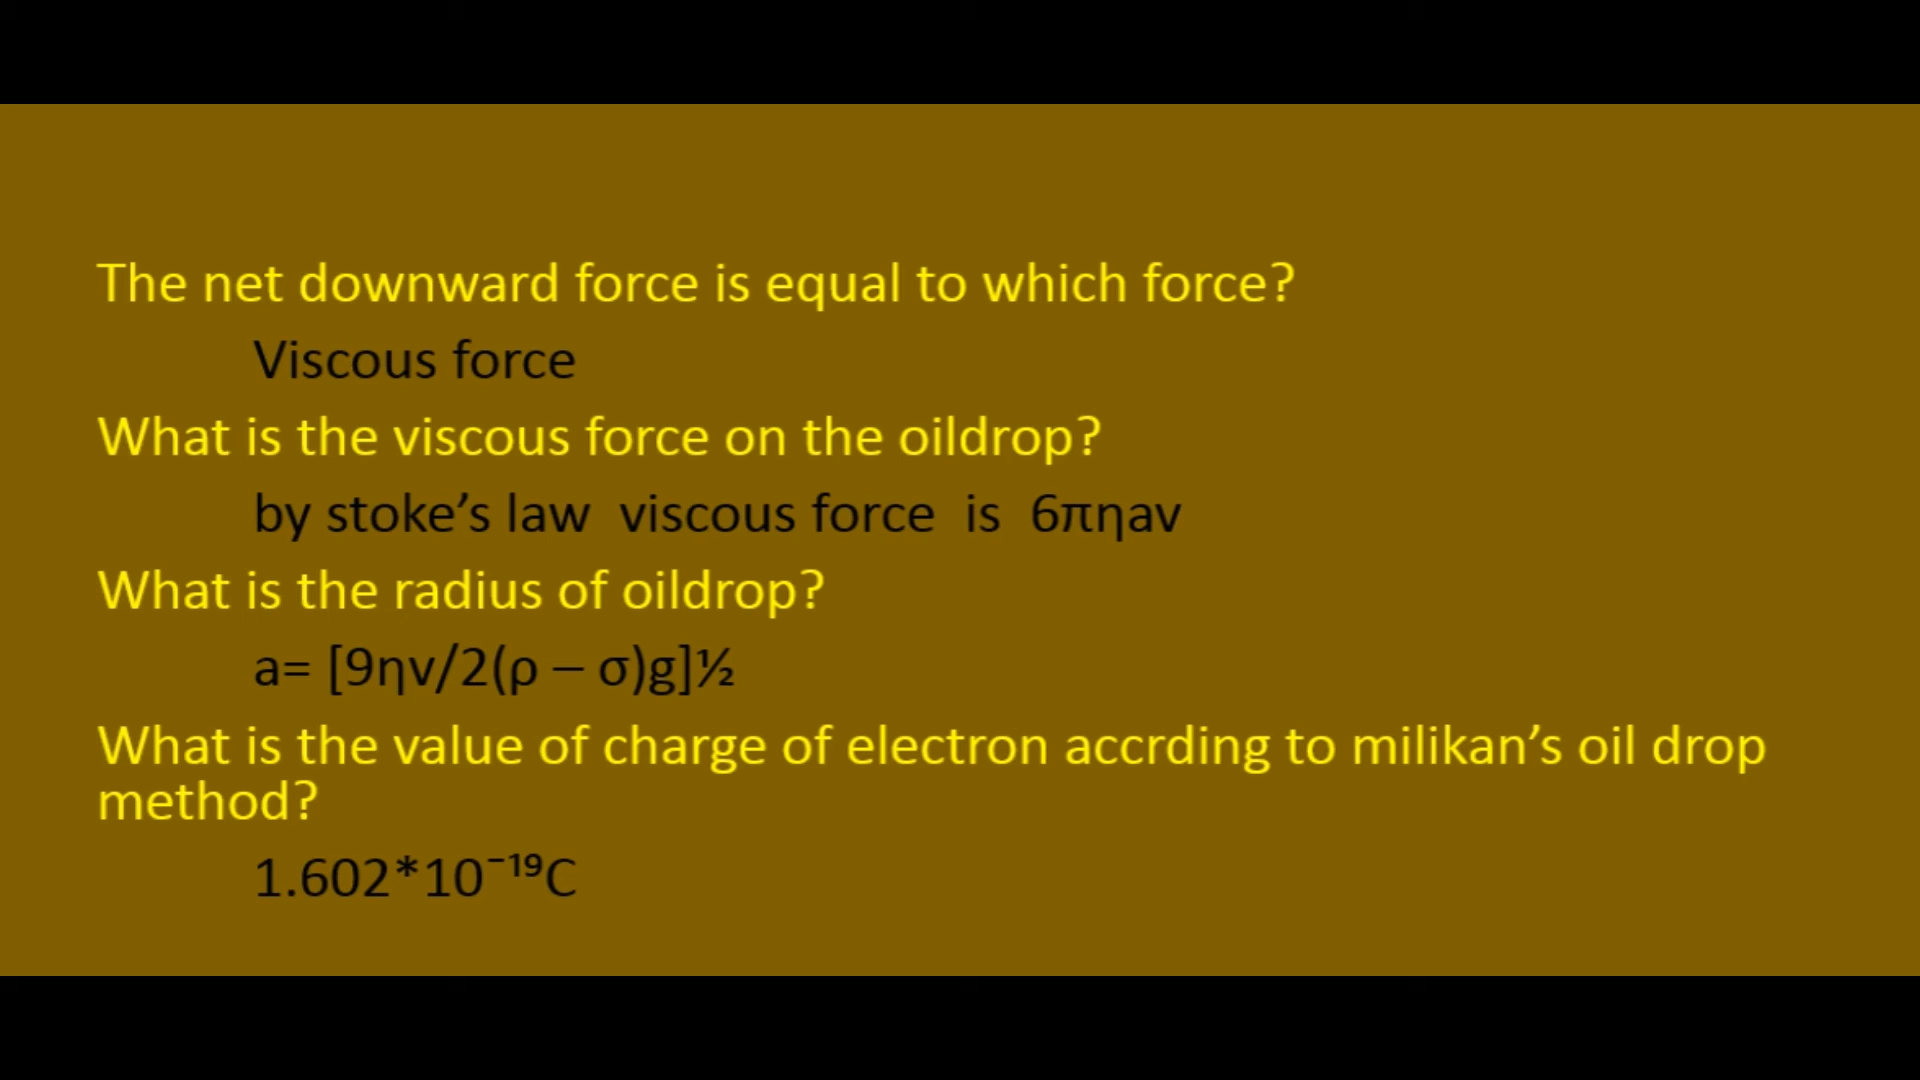 The net downward force is equal to which force?
Viscous force
What is the viscous force on the oildrop?
by stoke’s law  viscous force  is  6πηav
What is the radius of oildrop?
a= [9ηv/2(ρ – σ)g]½
What is the value of charge of electron accrding to milikan’s oil drop
method?
1.602*10⁻¹⁹C